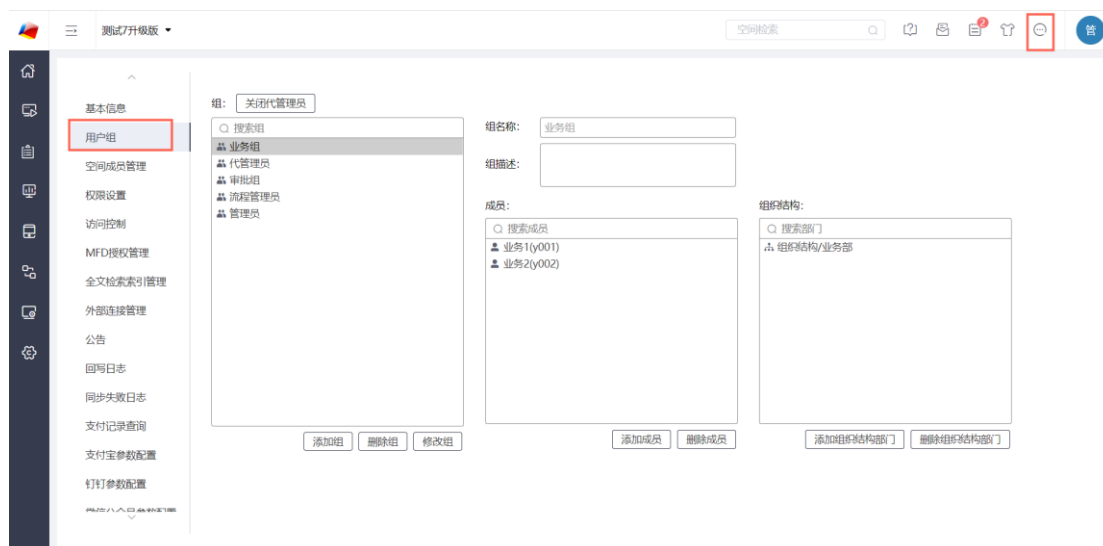 测试7升级版
空间检索
2
管
基本信息
用户组
空间成员管理
权限设置
访问控制
MFD授权管理
全文检索索引管理
外部连接管理
公告
回写日志
同步失败日志
支付记录查询
支付宝参数配置
钉钉参数配置
组: 关闭代管理员
搜索组
业务组
代管理员
审批组
流程管理员
管理员
添加组 删除组 修改组
组名称: 业务组
组描述:
成员:
搜索成员
业务1(y001)
业务2(y002)
添加成员 删除成员
组织结构:
搜索部门
组织结构/业务部
添加组织结构部门 删除组织结构部门